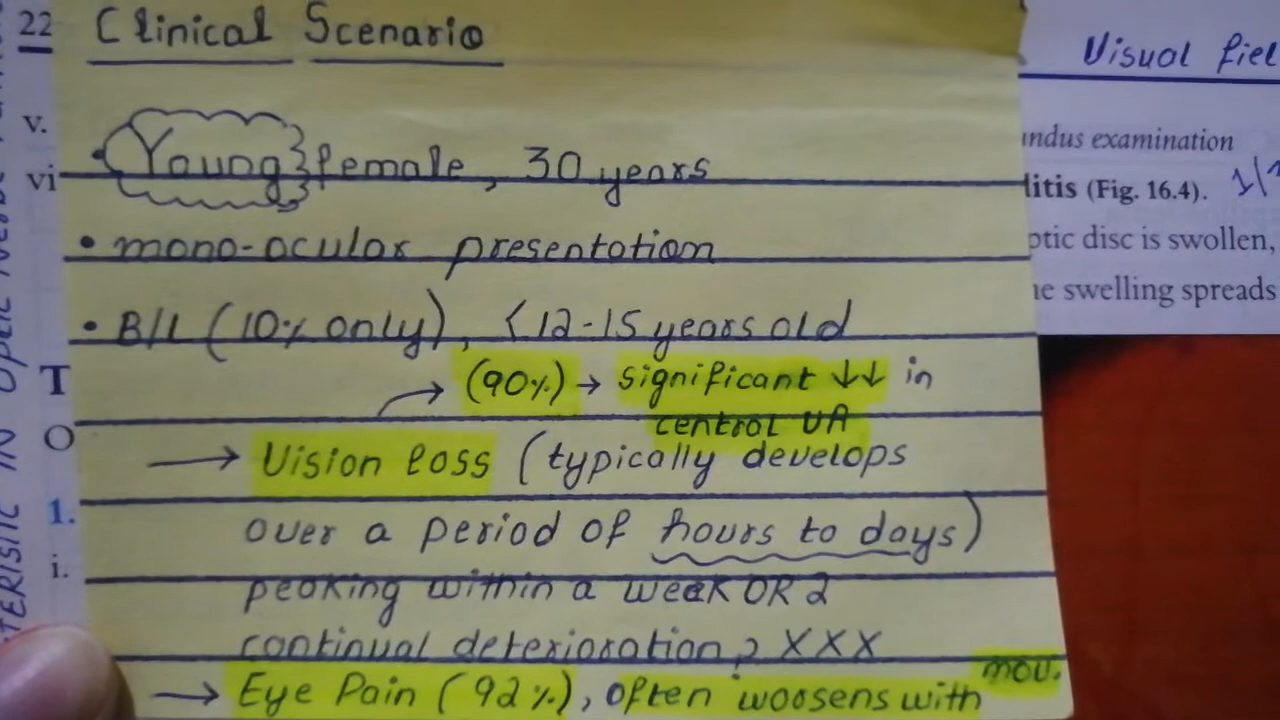 22 Clinical Scenario
Visual fiel
v.
vi
Young female, 30 years
• mono-ocular presentation
• B/L (10% only), <12-15 years old
→ (90%) → significant ↓↓ in
central VA
→ Vision loss (typically develops
over a period of hours to days)
peaking within a week OR 2
continual deterioration, XXX
→ Eye Pain (92%), often worsens with
mov.
T
O
1.
i.
undus examination
litis (Fig. 16.4).
ptic disc is swollen,
he swelling spreads